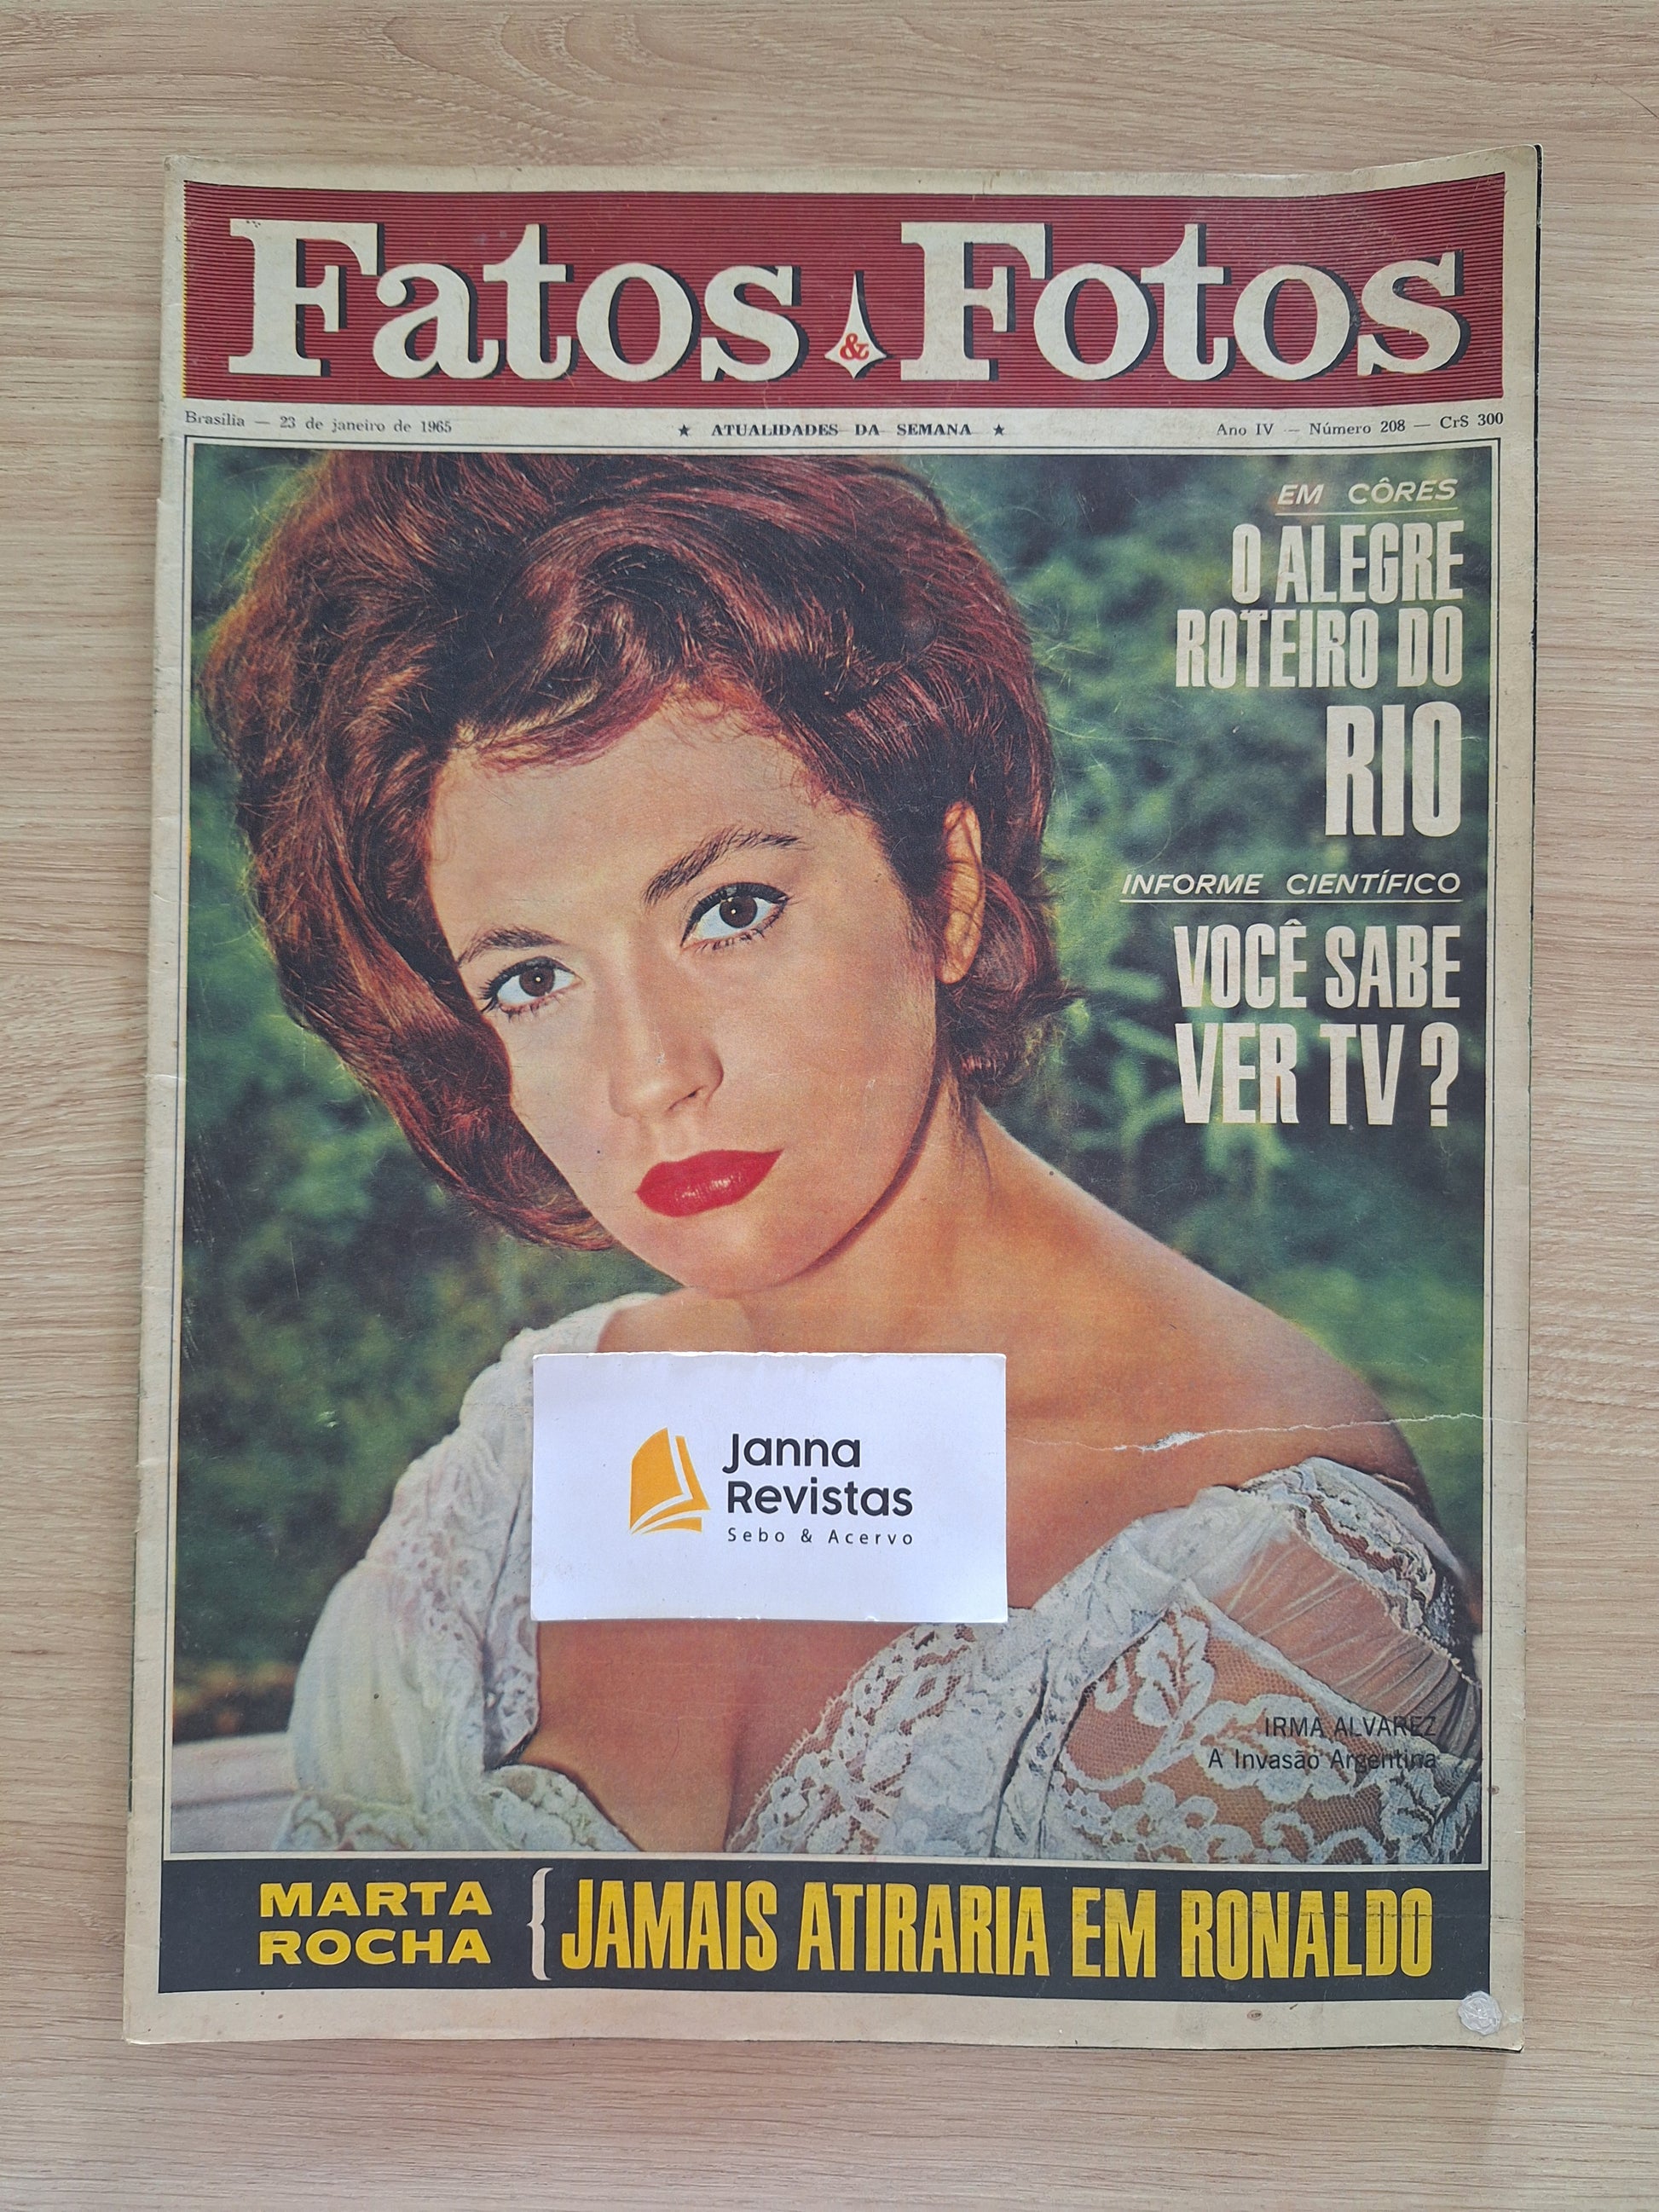 Fatos & Fotos
Brasília — 23 de janeiro de 1965
★ ATUALIDADES DA SEMANA ★
Ano IV — Número 208 — Cr$ 300
EM CÔRES
O ALEGRE
ROTEIRO DO
RIO
INFORME CIENTÍFICO
VOCÊ SABE
VER TV?
Janna
Revistas
Sebo & Acervo
IRMA ALVAREZ
A Invasão Argentina
MARTA
ROCHA
JAMAIS ATIRARIA EM RONALDO